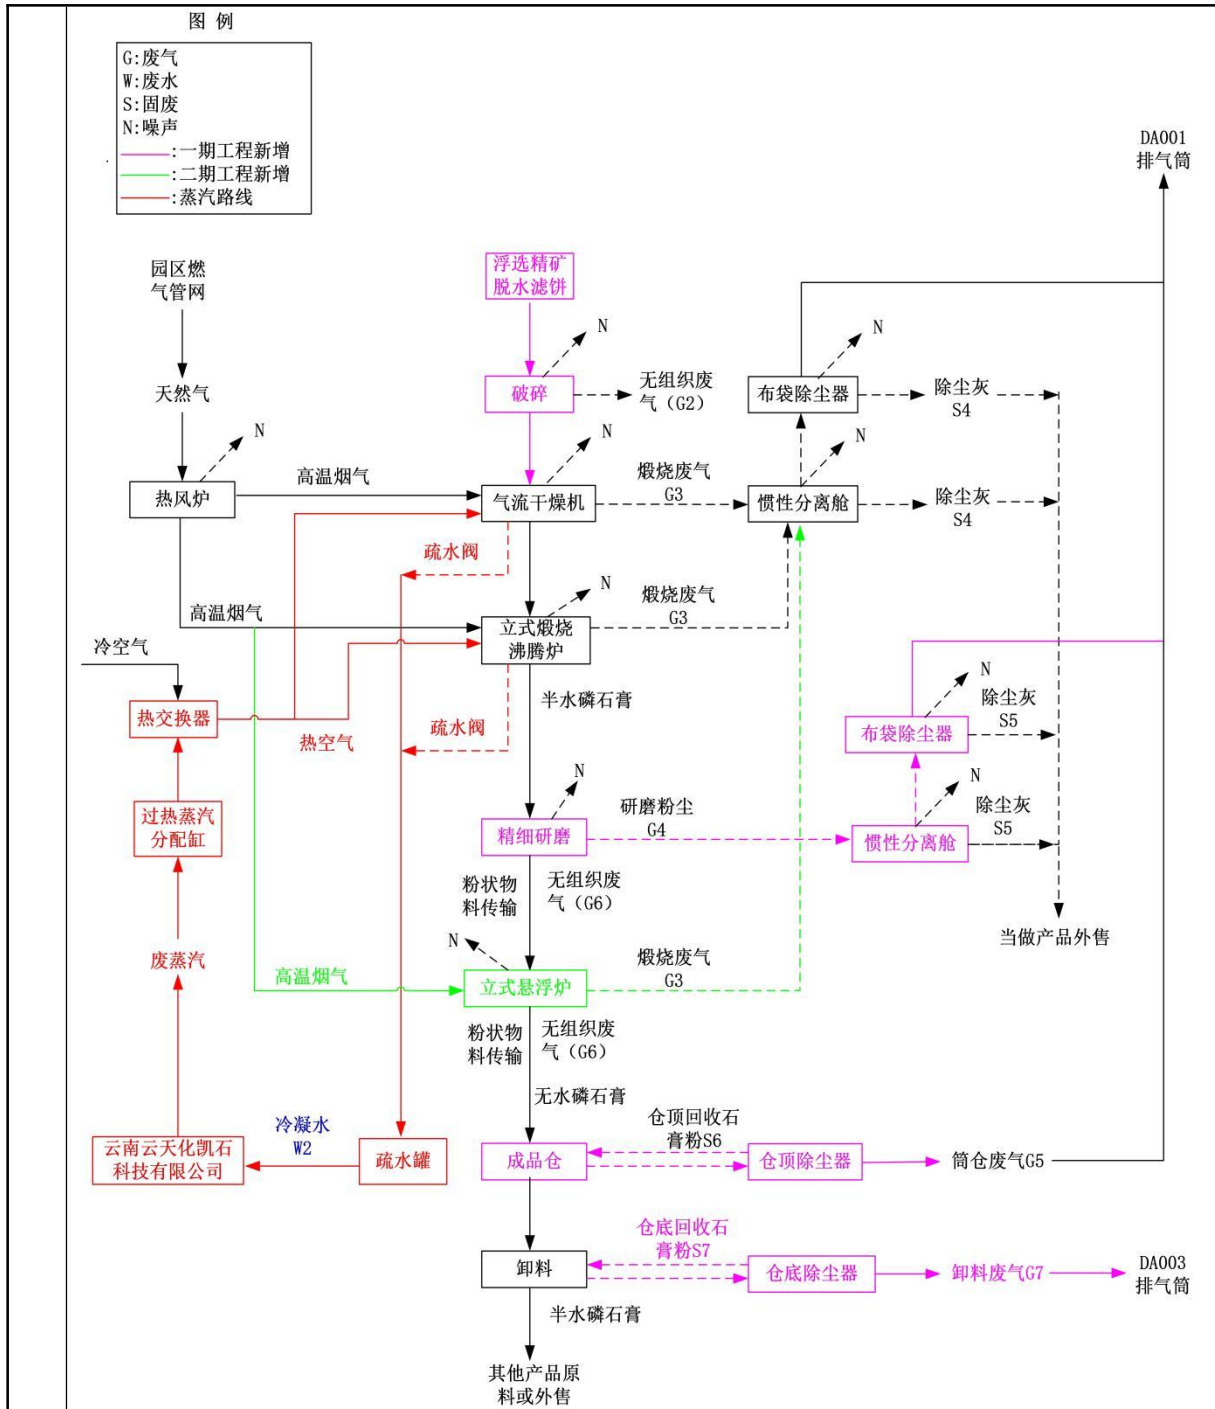 图 例
G:废气
W:废水
S:固废
N:噪声
:一期工程新增
:二期工程新增
:蒸汽路线
DA001
排气筒
园区燃
气管网
浮选精矿
脱水滤饼
N
N
天然气
破碎
无组织废
气（G2）
布袋除尘器
除尘灰
S4
N
N
N
热风炉
高温烟气
气流干燥机
煅烧废气
G3
惯性分离舱
除尘灰
S4
疏水阀
N
高温烟气
立式煅烧
沸腾炉
煅烧废气
G3
冷空气
热交换器
热空气
疏水阀
半水磷石膏
N
布袋除尘器
除尘灰
S5
N
N
过热蒸汽
分配缸
精细研磨
研磨粉尘
G4
惯性分离舱
除尘灰
S5
粉状物
料传输
无组织废
气（G6）
当做产品外售
废蒸汽
N
高温烟气
立式悬浮炉
煅烧废气
G3
粉状物
料传输
无组织废
气（G6）
无水磷石膏
云南云天化凯石
科技有限公司
冷凝水
W2
疏水罐
成品仓
仓顶回收石
膏粉S6
仓顶除尘器
筒仓废气G5
卸料
仓底回收石
膏粉S7
仓底除尘器
卸料废气G7
DA003
排气筒
半水磷石膏
其他产品原
料或外售